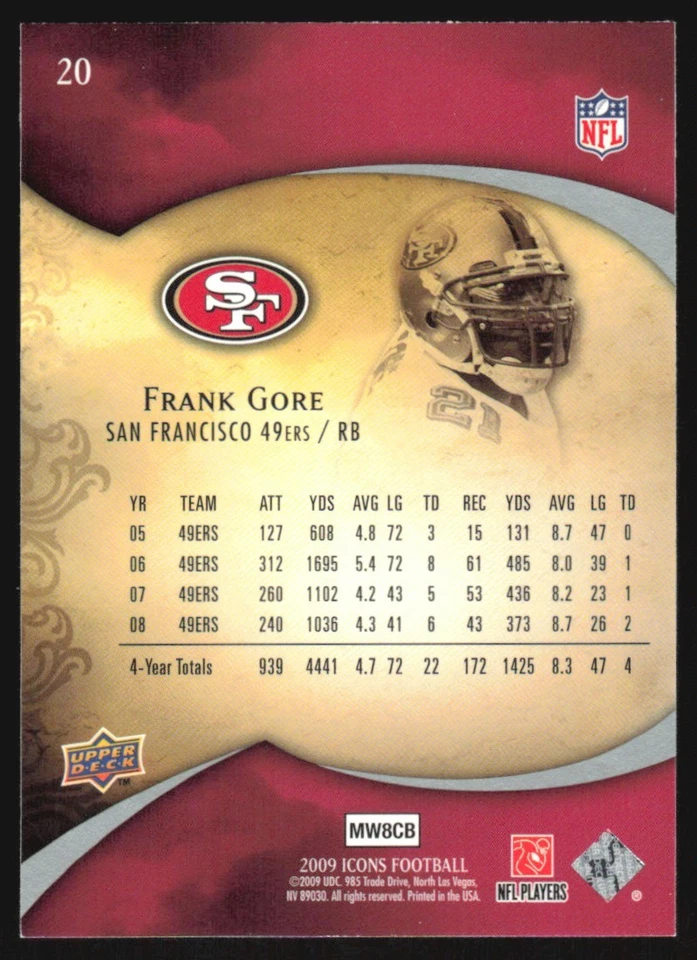 20
NFL
SF
SF
21
FRANK GORE
SAN FRANCISCO 49ERS / RB
YR TEAM ATT YDS AVG LG TD REC YDS AVG LG TD
05 49ERS 127 608 4.8 72 3 15 131 8.7 47 0
06 49ERS 312 1695 5.4 72 8 61 485 8.0 39 1
07 49ERS 260 1102 4.2 43 5 53 436 8.2 23 1
08 49ERS 240 1036 4.3 41 6 43 373 8.7 26 2
4-Year Totals 939 4441 4.7 72 22 172 1425 8.3 47 4
UPPER
D·E·C·K
TM
MW8CB
2009 ICONS FOOTBALL
©2009 UDC. 985 Trade Drive, North Las Vegas,
NV 89030. All rights reserved. Printed in the USA.
NFL PLAYERS
®